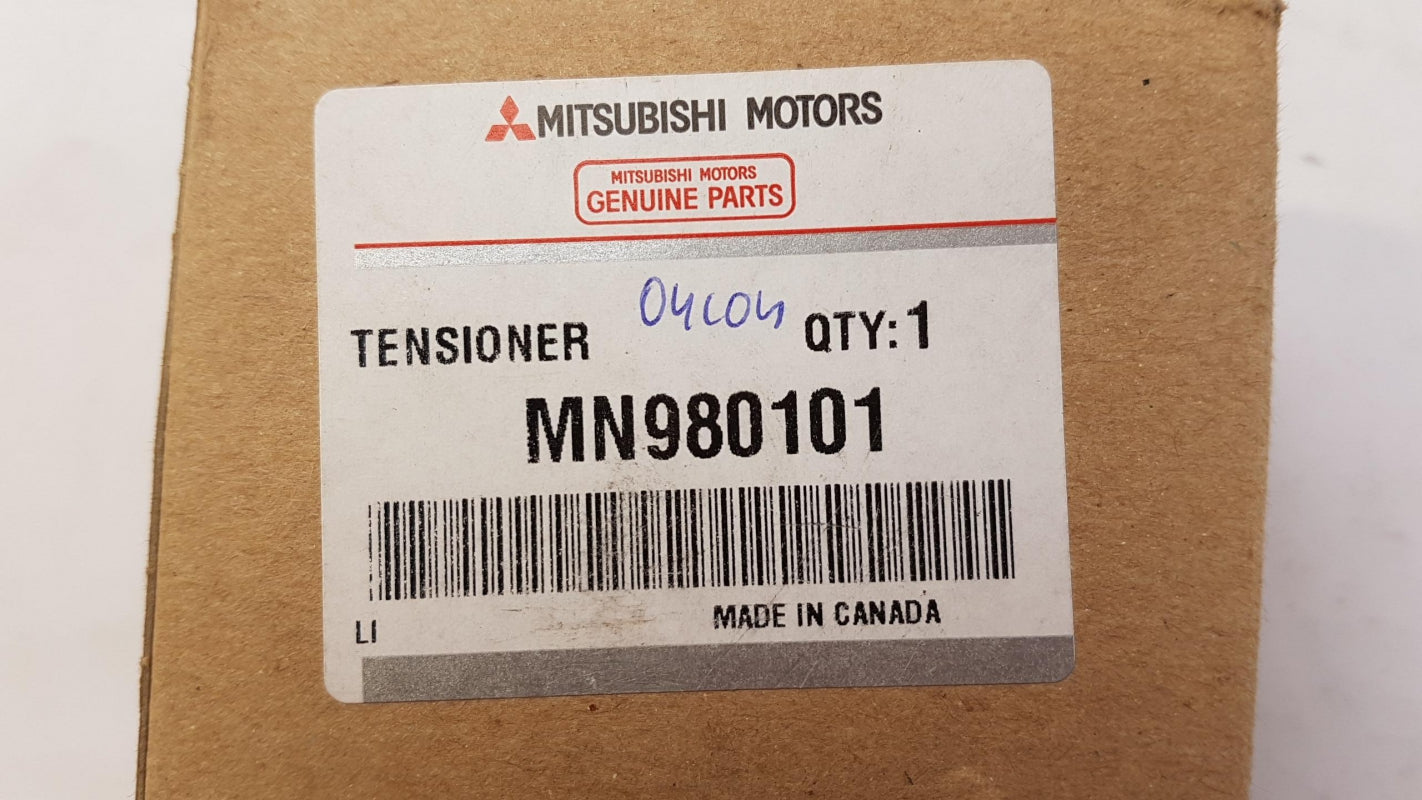 MITSUBISHI MOTORS
MITSUBISHI MOTORS
GENUINE PARTS
04C04
TENSIONER QTY: 1
MN980101
MADE IN CANADA
LI